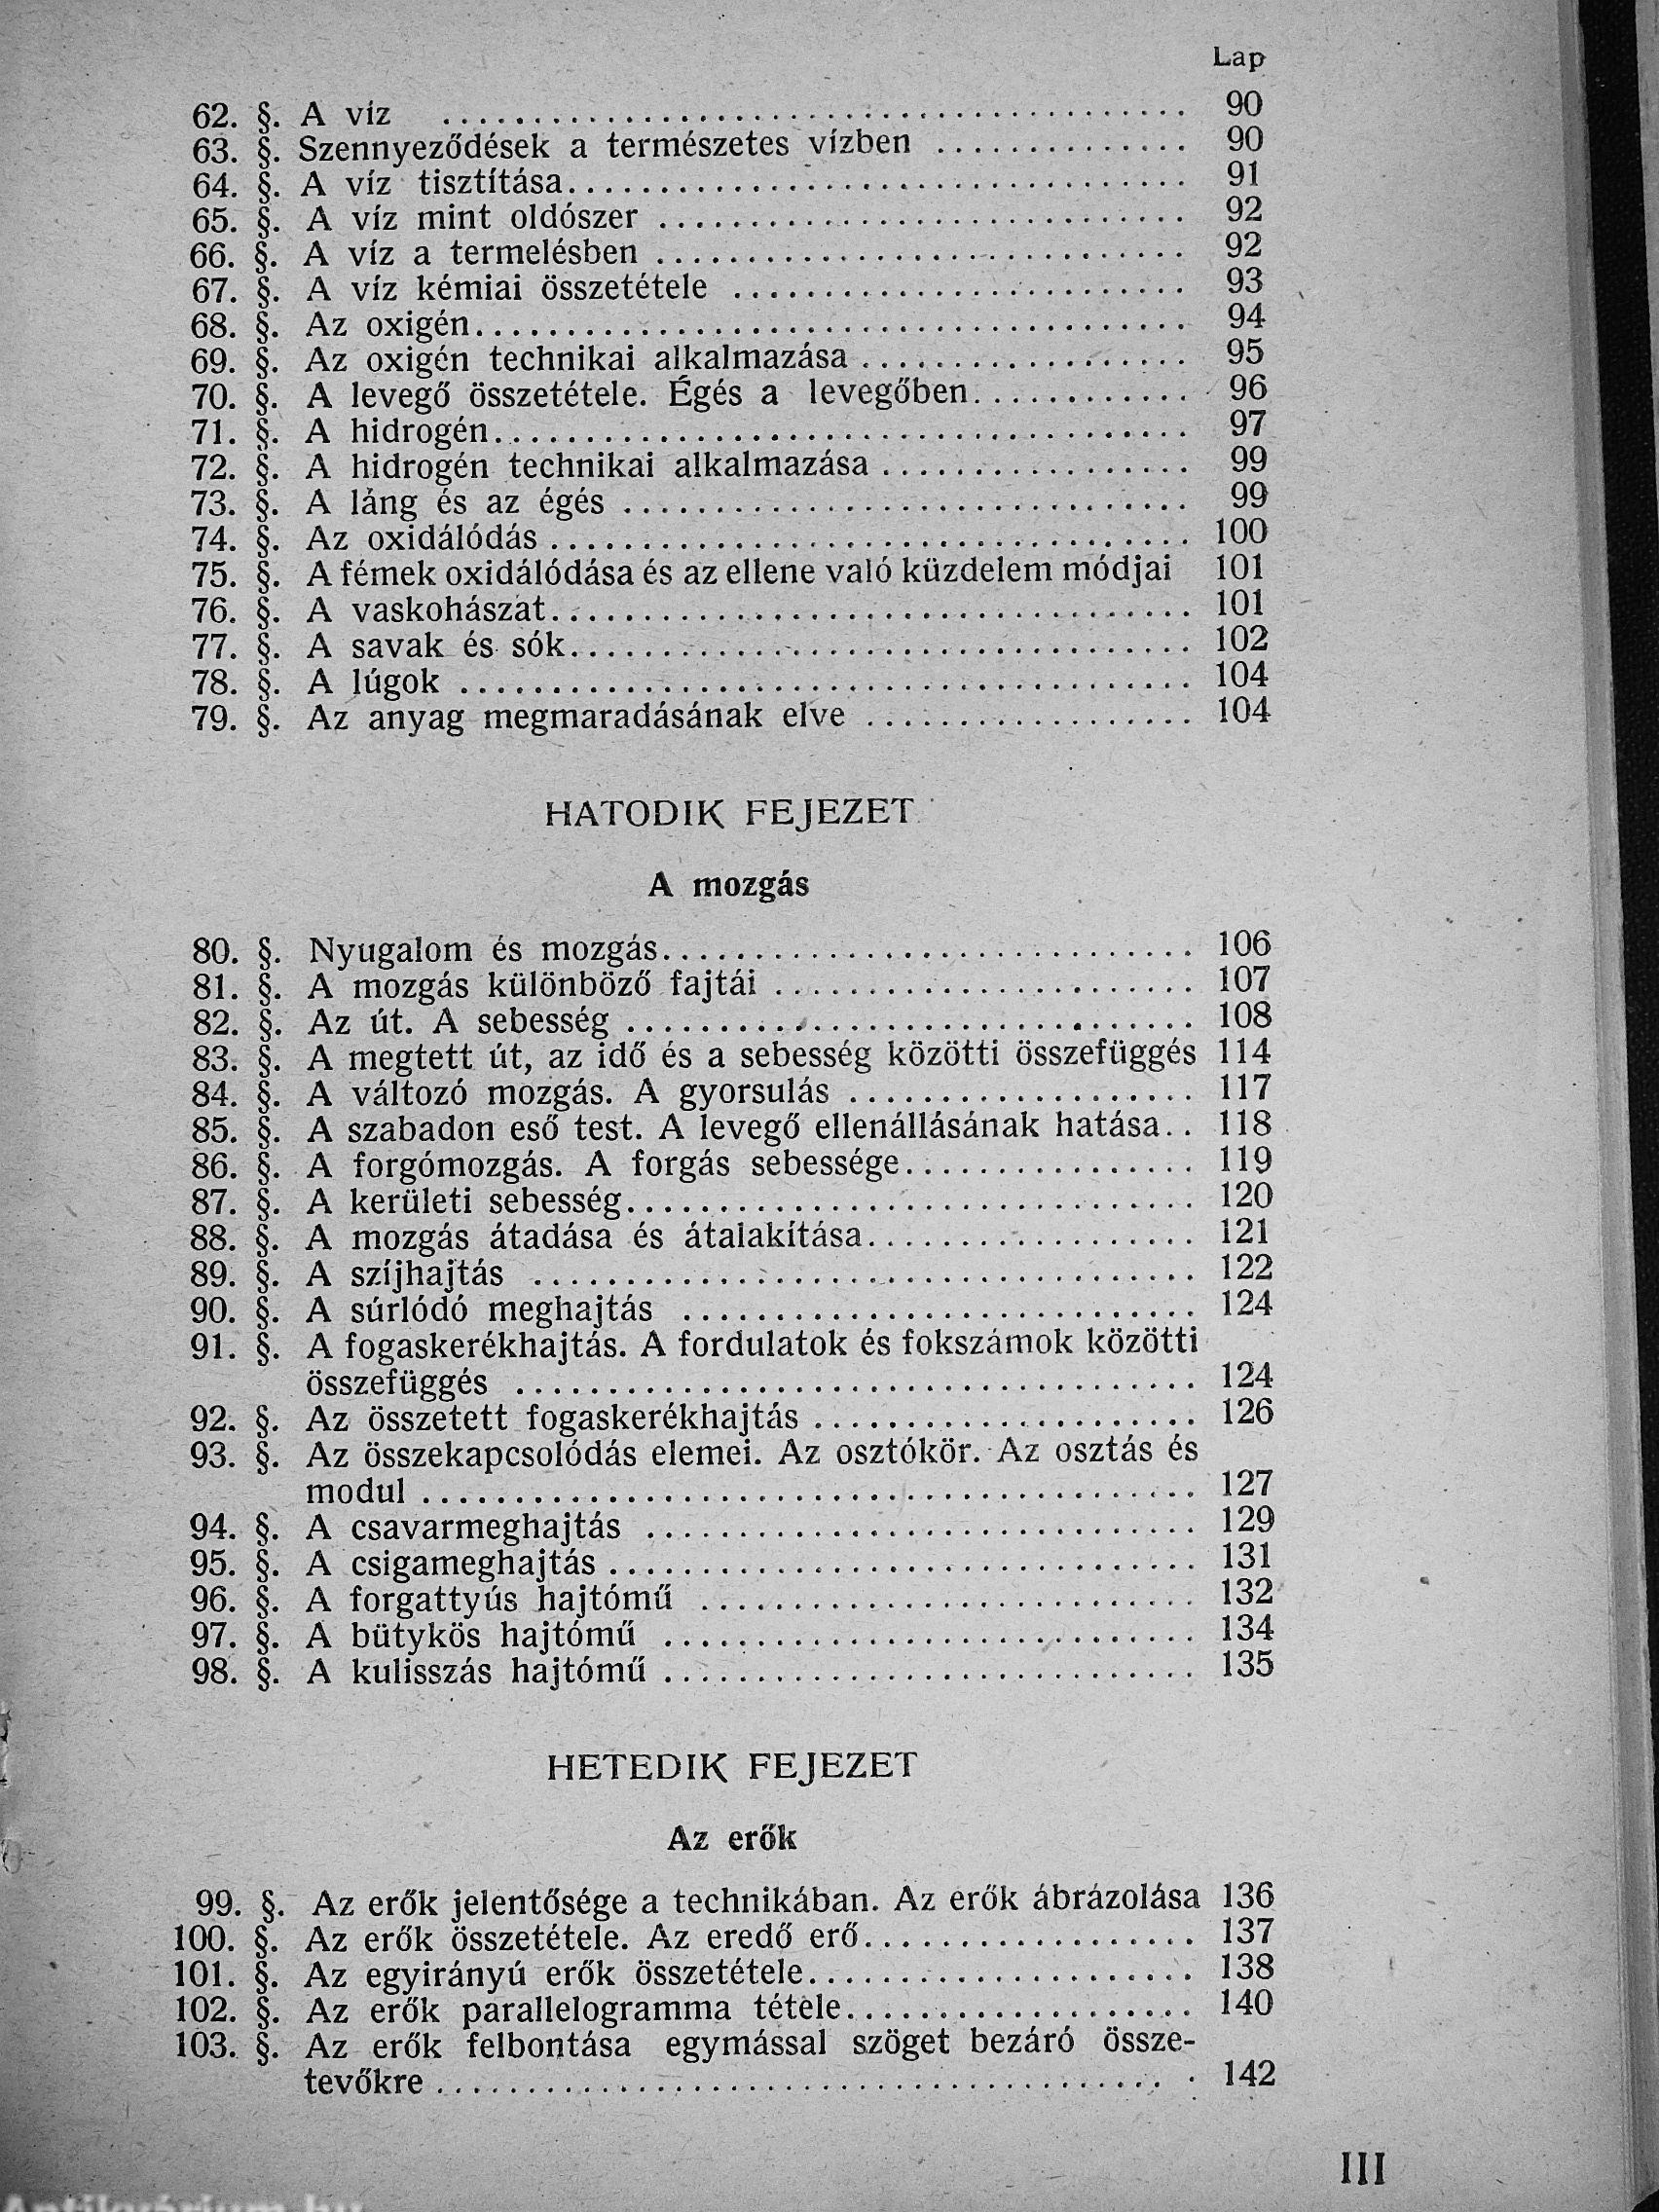 Lap
62. §. A víz ........................................ 90
63. §. Szennyeződések a természetes vízben .............. 90
64. §. A víz tisztítása.................................. 91
65. §. A víz mint oldószer .............................. 92
66. §. A víz a termelésben .............................. 92
67. §. A víz kémiai összetétele ......................... 93
68. §. Az oxigén....................................... 94
69. §. Az oxigén technikai alkalmazása .................. 95
70. §. A levegő összetétele. Égés a levegőben............ 96
71. §. A hidrogén...................................... 97
72. §. A hidrogén technikai alkalmazása ................. 99
73. §. A láng és az égés ............................... 99
74. §. Az oxidálódás ................................... 100
75. §. A fémek oxidálódása és az ellene való küzdelem módjai 101
76. §. A vaskohászat................................... 101
77. §. A savak és sók.................................. 102
78. §. A lúgok ........................................ 104
79. §. Az anyag megmaradásának elve .................. 104
HATODIK FEJEZET
A mozgás
80. §. Nyugalom és mozgás............................. 106
81. §. A mozgás különböző fajtái ....................... 107
82. §. Az út. A sebesség ............................... 108
83. §. A megtett út, az idő és a sebesség közötti összefüggés 114
84. §. A változó mozgás. A gyorsulás ................... 117
85. §. A szabadon eső test. A levegő ellenállásának hatása.. 118
86. §. A forgómozgás. A forgás sebessége................ 119
87. §. A kerületi sebesség............................... 120
88. §. A mozgás átadása és átalakítása.................. 121
89. §. A szíjhajtás .................................... 122
90. §. A súrlódó meghajtás ............................ 124
91. §. A fogaskerékhajtás. A fordulatok és fokszámok közötti
összefüggés ..................................... 124
92. §. Az összetett fogaskerékhajtás ..................... 126
93. §. Az összekapcsolódás elemei. Az osztókör. Az osztás és
modul .......................................... 127
94. §. A csavarmeghajtás .............................. 129
95. §. A csigameghajtás ................................ 131
96. §. A forgattyús hajtómű ........................... 132
97. §. A bütykös hajtómű ............................. 134
98. §. A kulisszás hajtómű ............................. 135
HETEDIK FEJEZET
Az erők
99. §. Az erők jelentősége a technikában. Az erők ábrázolása 136
100. §. Az erők összetétele. Az eredő erő.................. 137
101. §. Az egyirányú erők összetétele..................... 138
102. §. Az erők parallelogramma tétele................... 140
103. §. Az erők felbontása egymással szöget bezáró össze-
tevőkre ......................................... 142
III
Antikvárium.hu